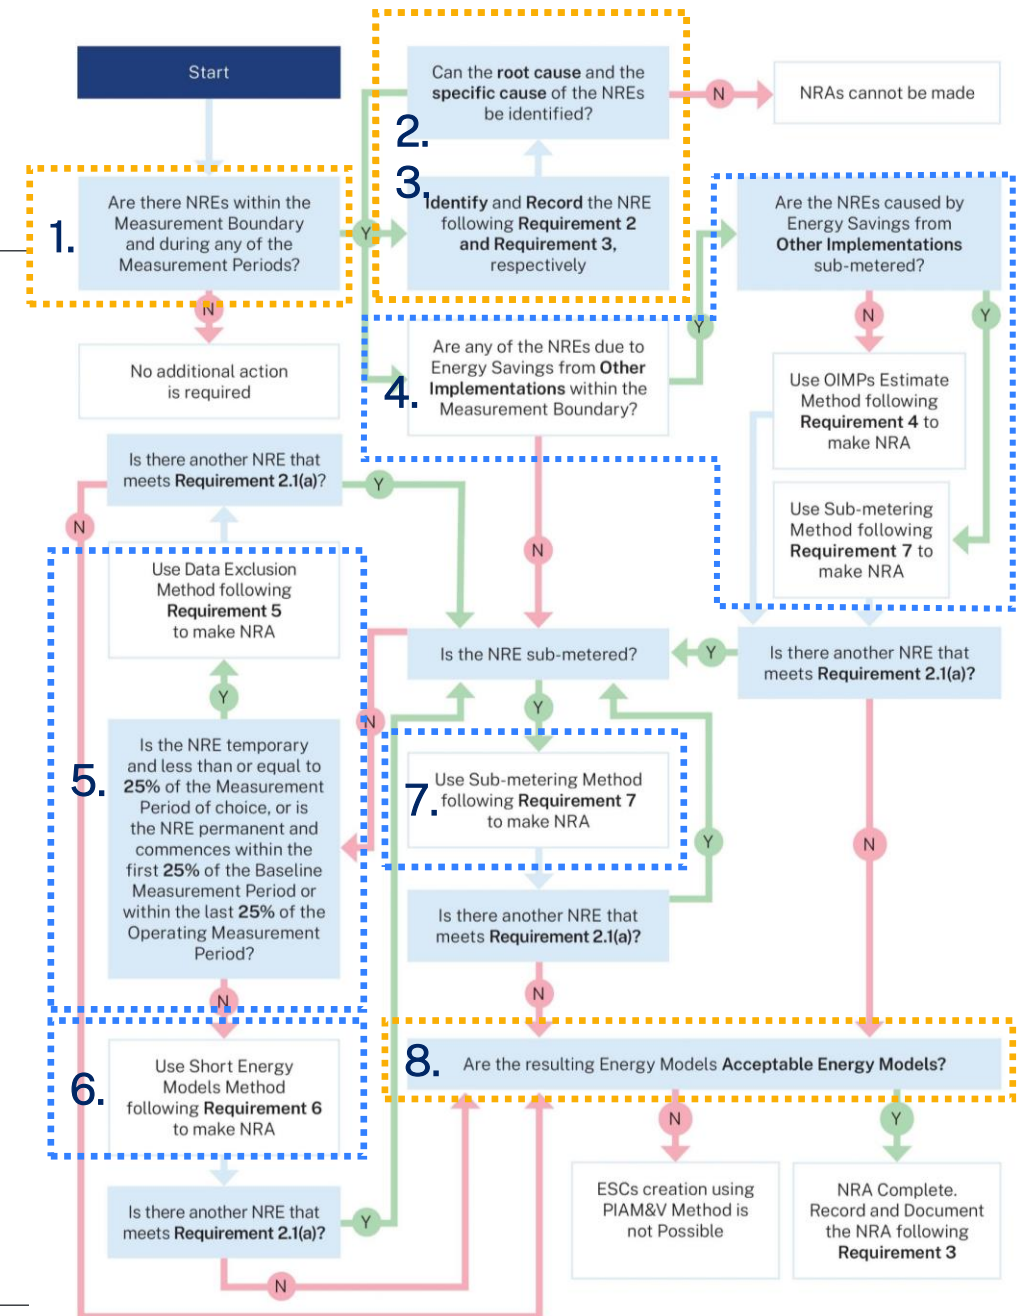 Start
Can the root cause and the
specific cause of the NREs
be identified?
N
NRAs cannot be made
2.
3.
1.
Are there NREs within the
Measurement Boundary
and during any of the
Measurement Periods?
Y
Identify and Record the NRE
following Requirement 2
and Requirement 3,
respectively
Are the NREs caused by
Energy Savings from
Other Implementations
sub-metered?
N
No additional action
is required
4.
Are any of the NREs due to
Energy Savings from Other
Implementations within the
Measurement Boundary?
Y
N
Y
Use OIMPs Estimate
Method following
Requirement 4 to
make NRA
Use Sub-metering
Method following
Requirement 7 to
make NRA
Is there another NRE that
meets Requirement 2.1(a)?
Y
N
N
Use Data Exclusion
Method following
Requirement 5
to make NRA
Y
Is the NRE sub-metered?
Y
Is there another NRE that
meets Requirement 2.1(a)?
N
Y
5.
Is the NRE temporary
and less than or equal to
25% of the Measurement
Period of choice, or is
the NRE permanent and
commences within the
first 25% of the Baseline
Measurement Period or
within the last 25% of the
Operating Measurement
Period?
7.
Use Sub-metering Method
following Requirement 7
to make NRA
Y
N
Is there another NRE that
meets Requirement 2.1(a)?
N
N
6.
Use Short Energy
Models Method
following Requirement 6
to make NRA
8.
Are the resulting Energy Models Acceptable Energy Models?
N
Y
Is there another NRE that
meets Requirement 2.1(a)?
Y
N
ESCs creation using
PIAM&V Method is
not Possible
NRA Complete.
Record and Document
the NRA following
Requirement 3